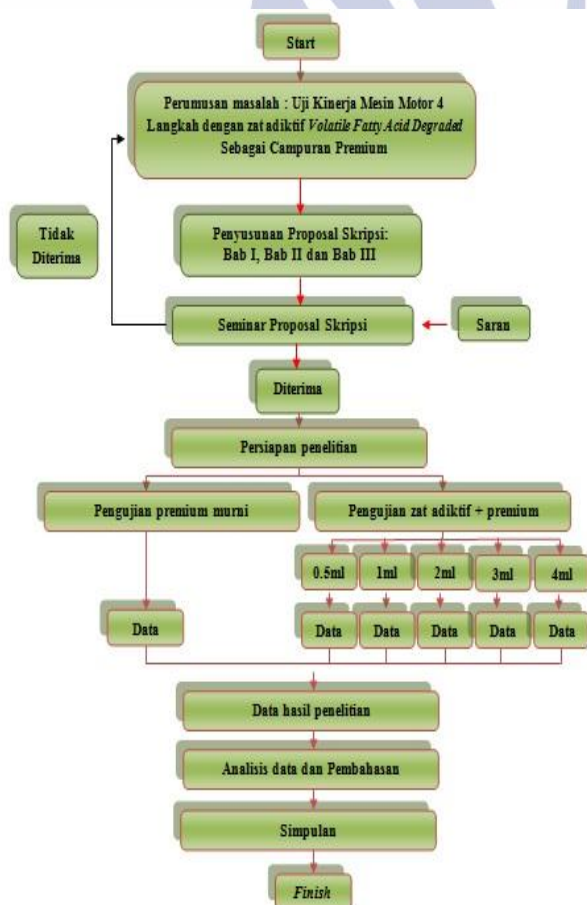 Start
Perumusan masalah : Uji Kinerja Mesin Motor 4
Langkah dengan zat adiktif Volatile Fatty Acid Degraded
Sebagai Campuran Premium
Tidak
Diterima
Penyusunan Proposal Skripsi:
Bab I, Bab II dan Bab III
Seminar Proposal Skripsi
Saran
Diterima
Persiapan penelitian
Pengujian premium murni
Pengujian zat adiktif + premium
0.5ml
1ml
2ml
3ml
4ml
Data
Data
Data
Data
Data
Data
Data hasil penelitian
Analisis data dan Pembahasan
Simpulan
Finish